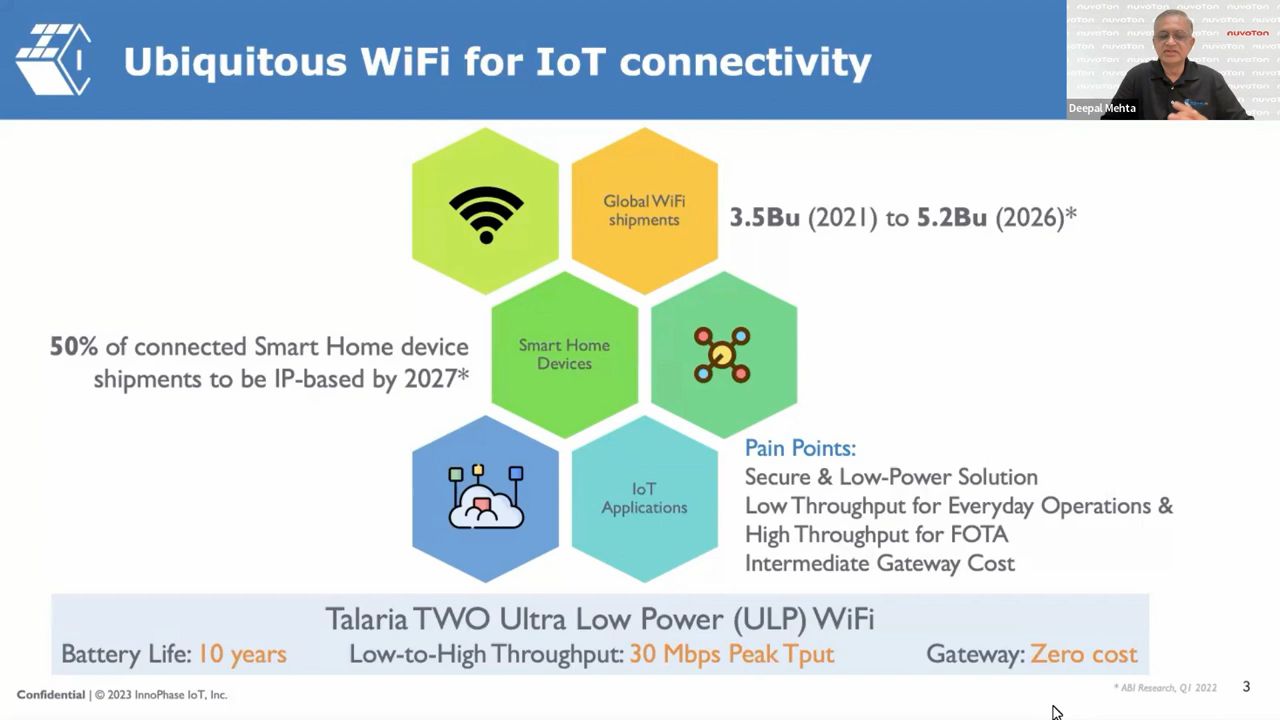 Ubiquitous WiFi for IoT connectivity
nuvoTon
Deepal Mehta
Global WiFi
shipments
3.5Bu (2021) to 5.2Bu (2026)*
50% of connected Smart Home device
shipments to be IP-based by 2027*
Smart Home
Devices
IoT
Applications
Pain Points:
Secure & Low-Power Solution
Low Throughput for Everyday Operations &
High Throughput for FOTA
Intermediate Gateway Cost
Talaria TWO Ultra Low Power (ULP) WiFi
Battery Life: 10 years
Low-to-High Throughput: 30 Mbps Peak Tput
Gateway: Zero cost
Confidential | © 2023 InnoPhase IoT, Inc.
* ABI Research, Q1 2022
3